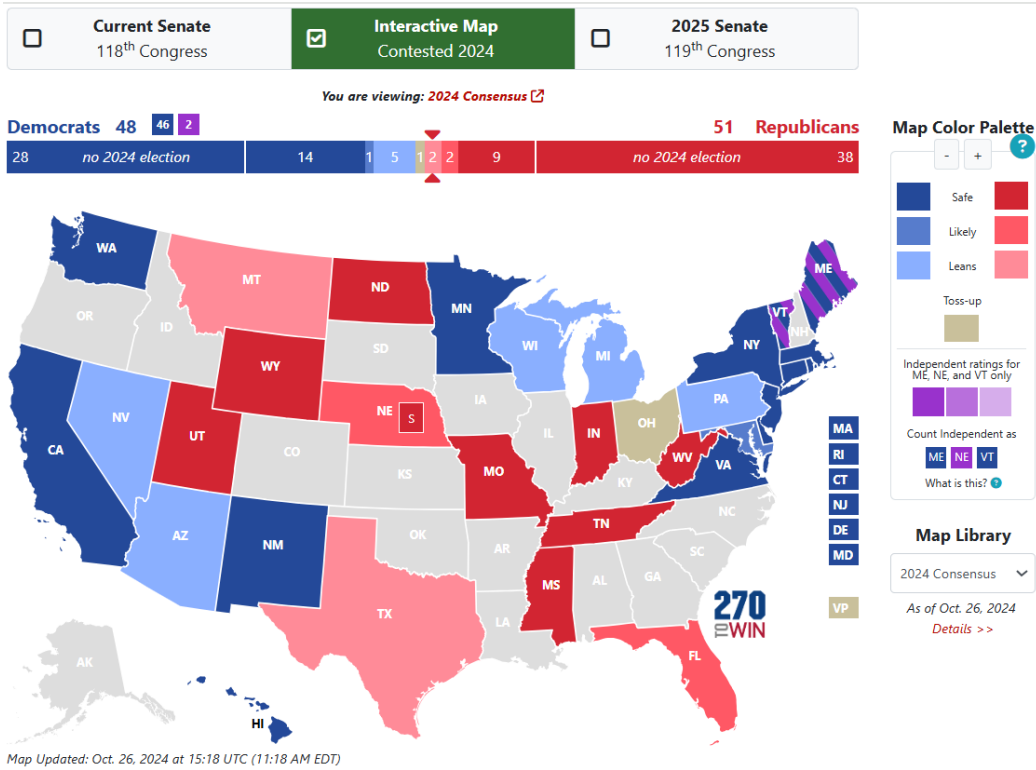 Current Senate
118th Congress
Interactive Map
Contested 2024
2025 Senate
119th Congress
You are viewing: 2024 Consensus
Democrats 48 46 2
51 Republicans
28 no 2024 election 14 1 5 1 2 2 9 no 2024 election 38
Map Color Palette
- + ?
Safe
Likely
Leans
Toss-up
Independent ratings for
ME, NE, and VT only
Count Independent as
ME NE VT
What is this? ?
Map Library
2024 Consensus
As of Oct. 26, 2024
Details >>
WA
MT
ND
MN
ME
OR
ID
WY
SD
WI
MI
NY
VT
NH
NV
UT
NE
S
IA
PA
CA
CO
KS
MO
IL
IN
OH
WV
VA
KY
AZ
NM
OK
AR
TN
NC
SC
TX
LA
MS
AL
GA
FL
AK
HI
MA
RI
CT
NJ
DE
MD
VP
270
TO WIN
Map Updated: Oct. 26, 2024 at 15:18 UTC (11:18 AM EDT)